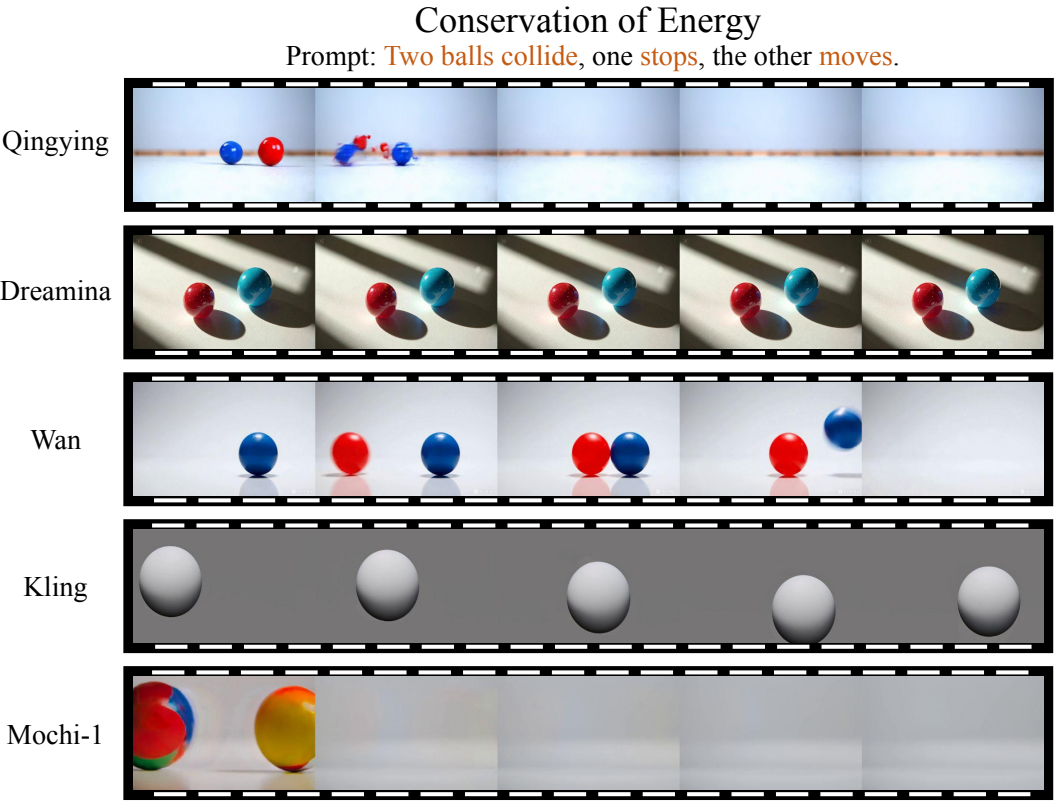 Conservation of Energy
Prompt: Two balls collide, one stops, the other moves.
Qingying
Dreamina
Wan
Kling
Mochi-1